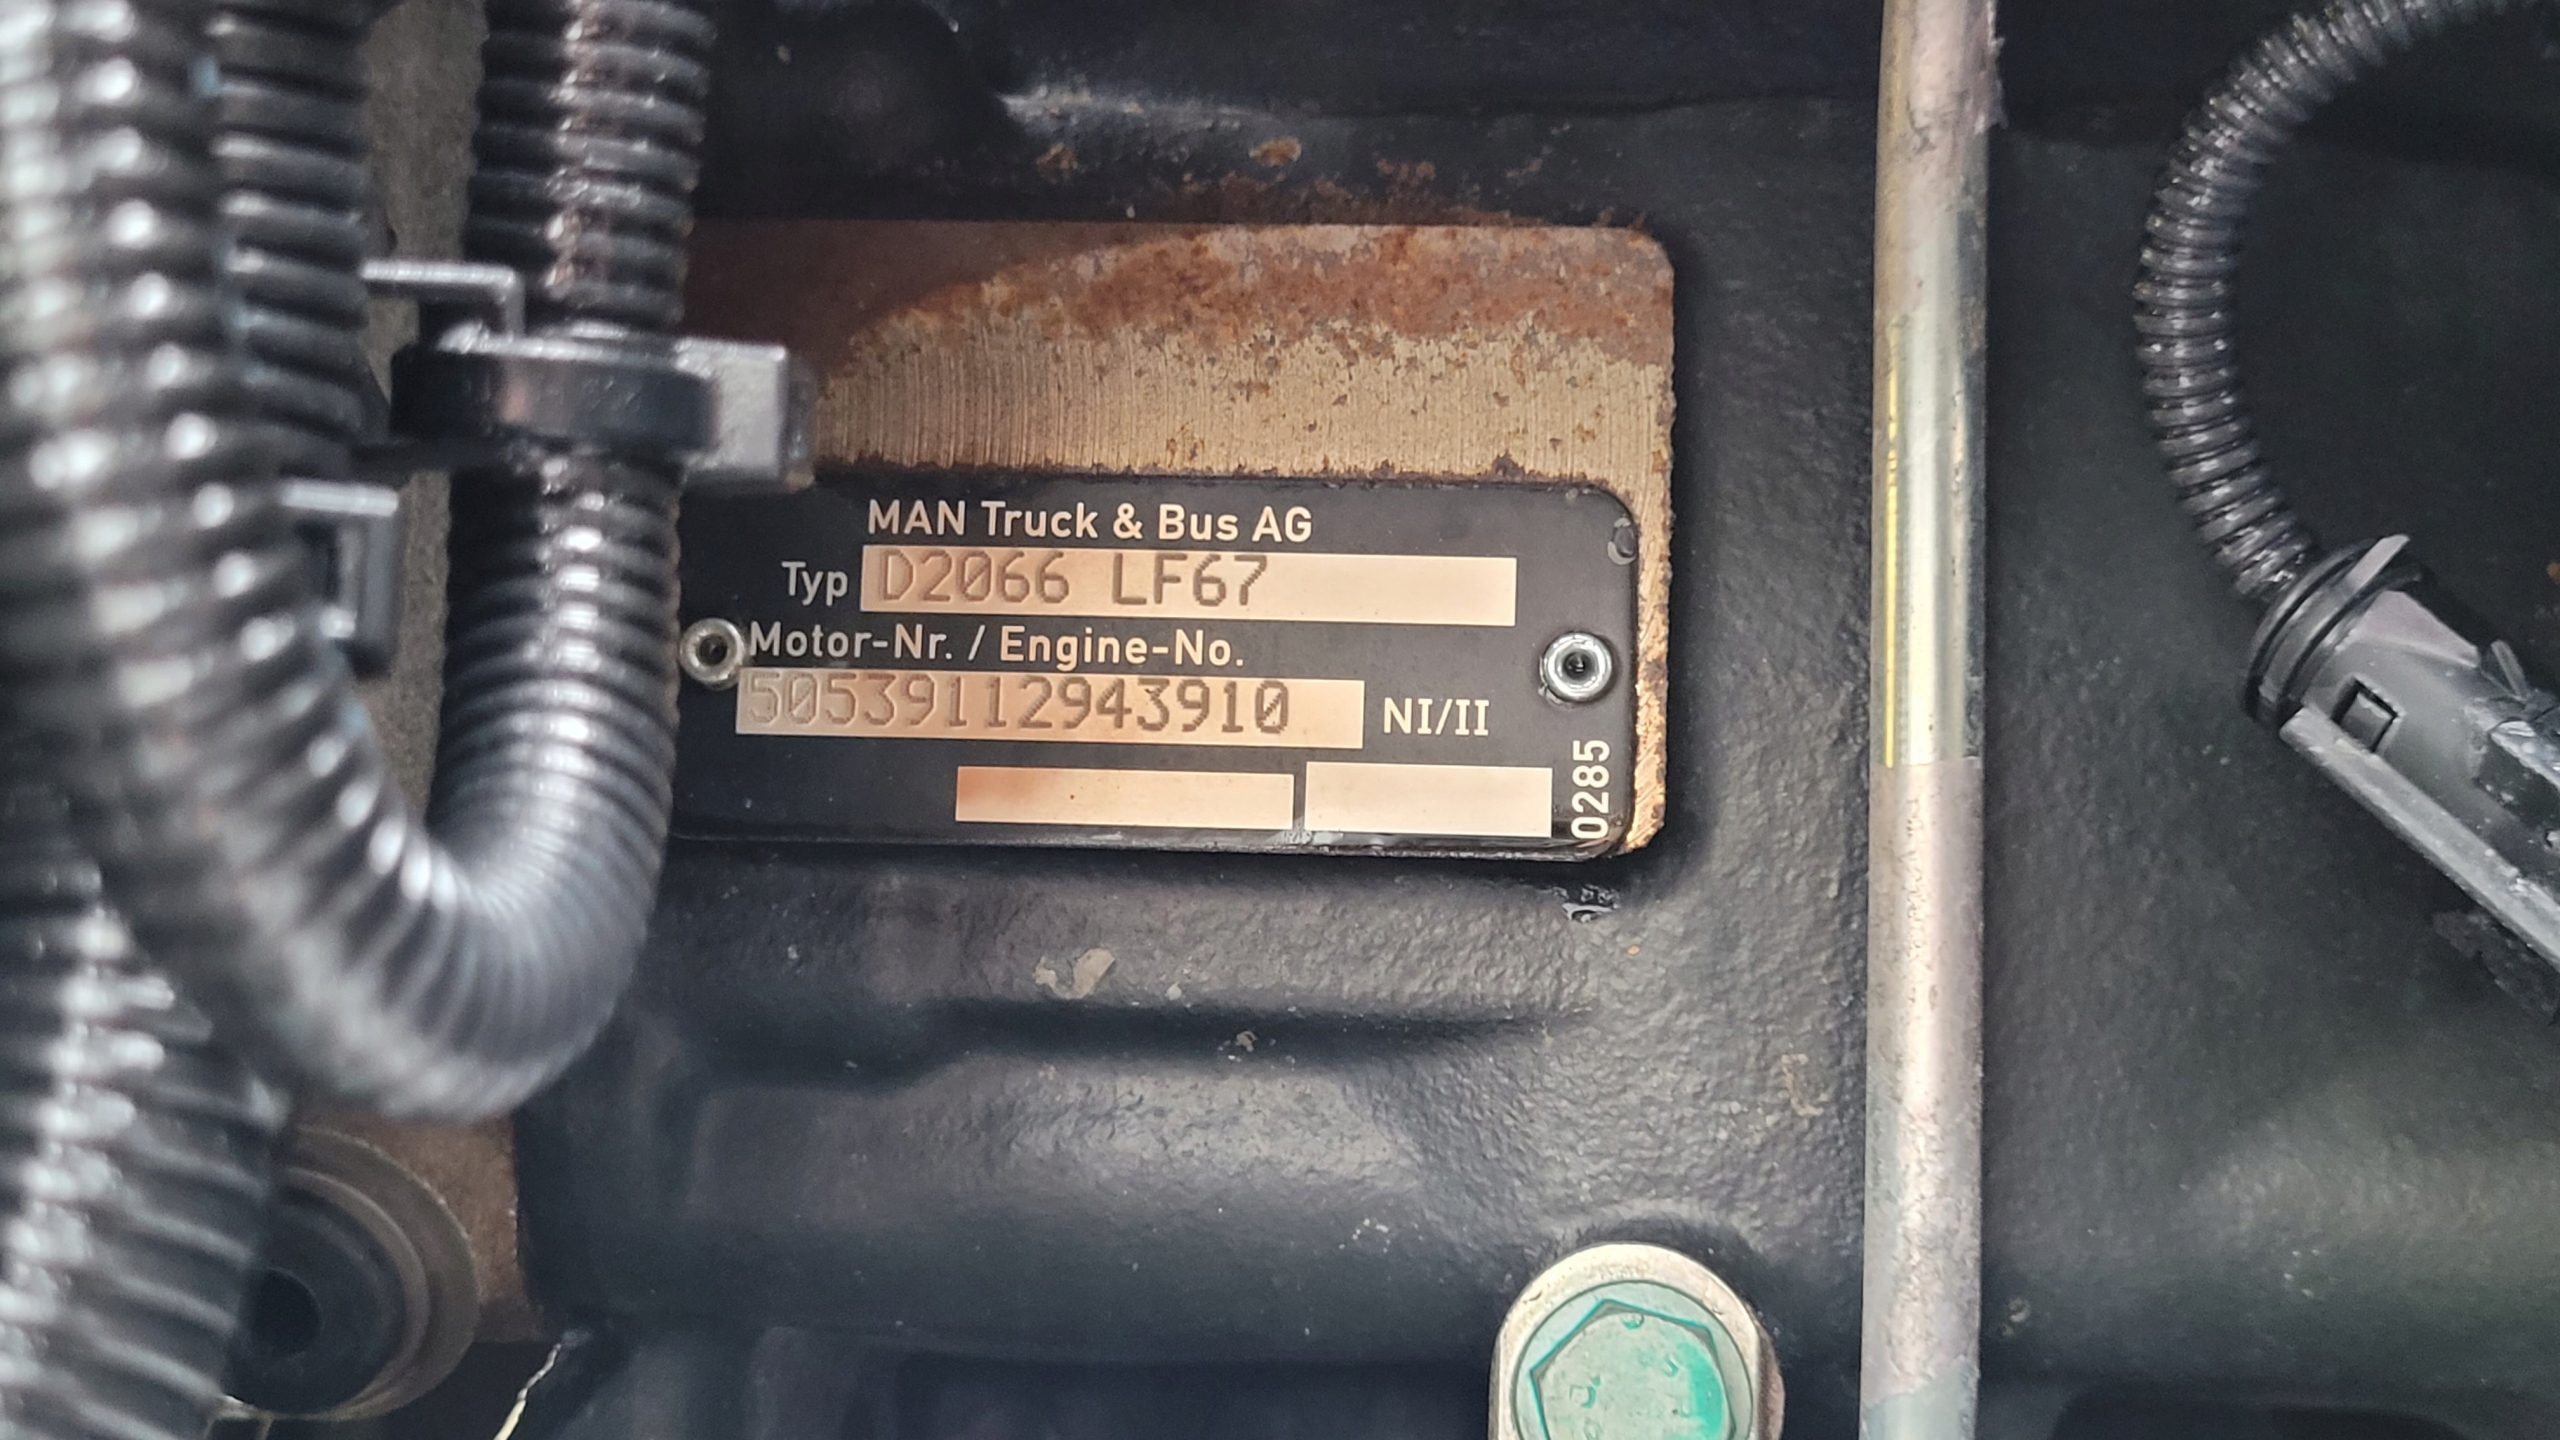 MAN Truck & Bus AG
Typ D2066 LF67
Motor-Nr. / Engine-No.
50539112943910 NI/II
0285